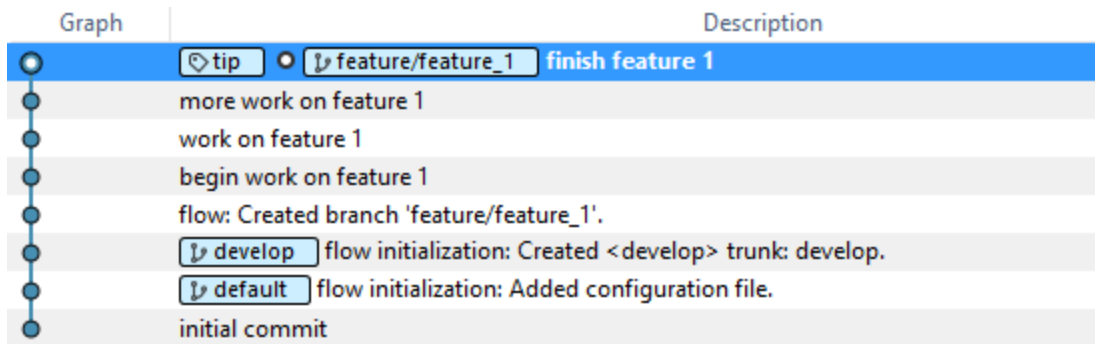 Graph Description
tip feature/feature_1 finish feature 1
more work on feature 1
work on feature 1
begin work on feature 1
flow: Created branch 'feature/feature_1'.
develop flow initialization: Created <develop> trunk: develop.
default flow initialization: Added configuration file.
initial commit